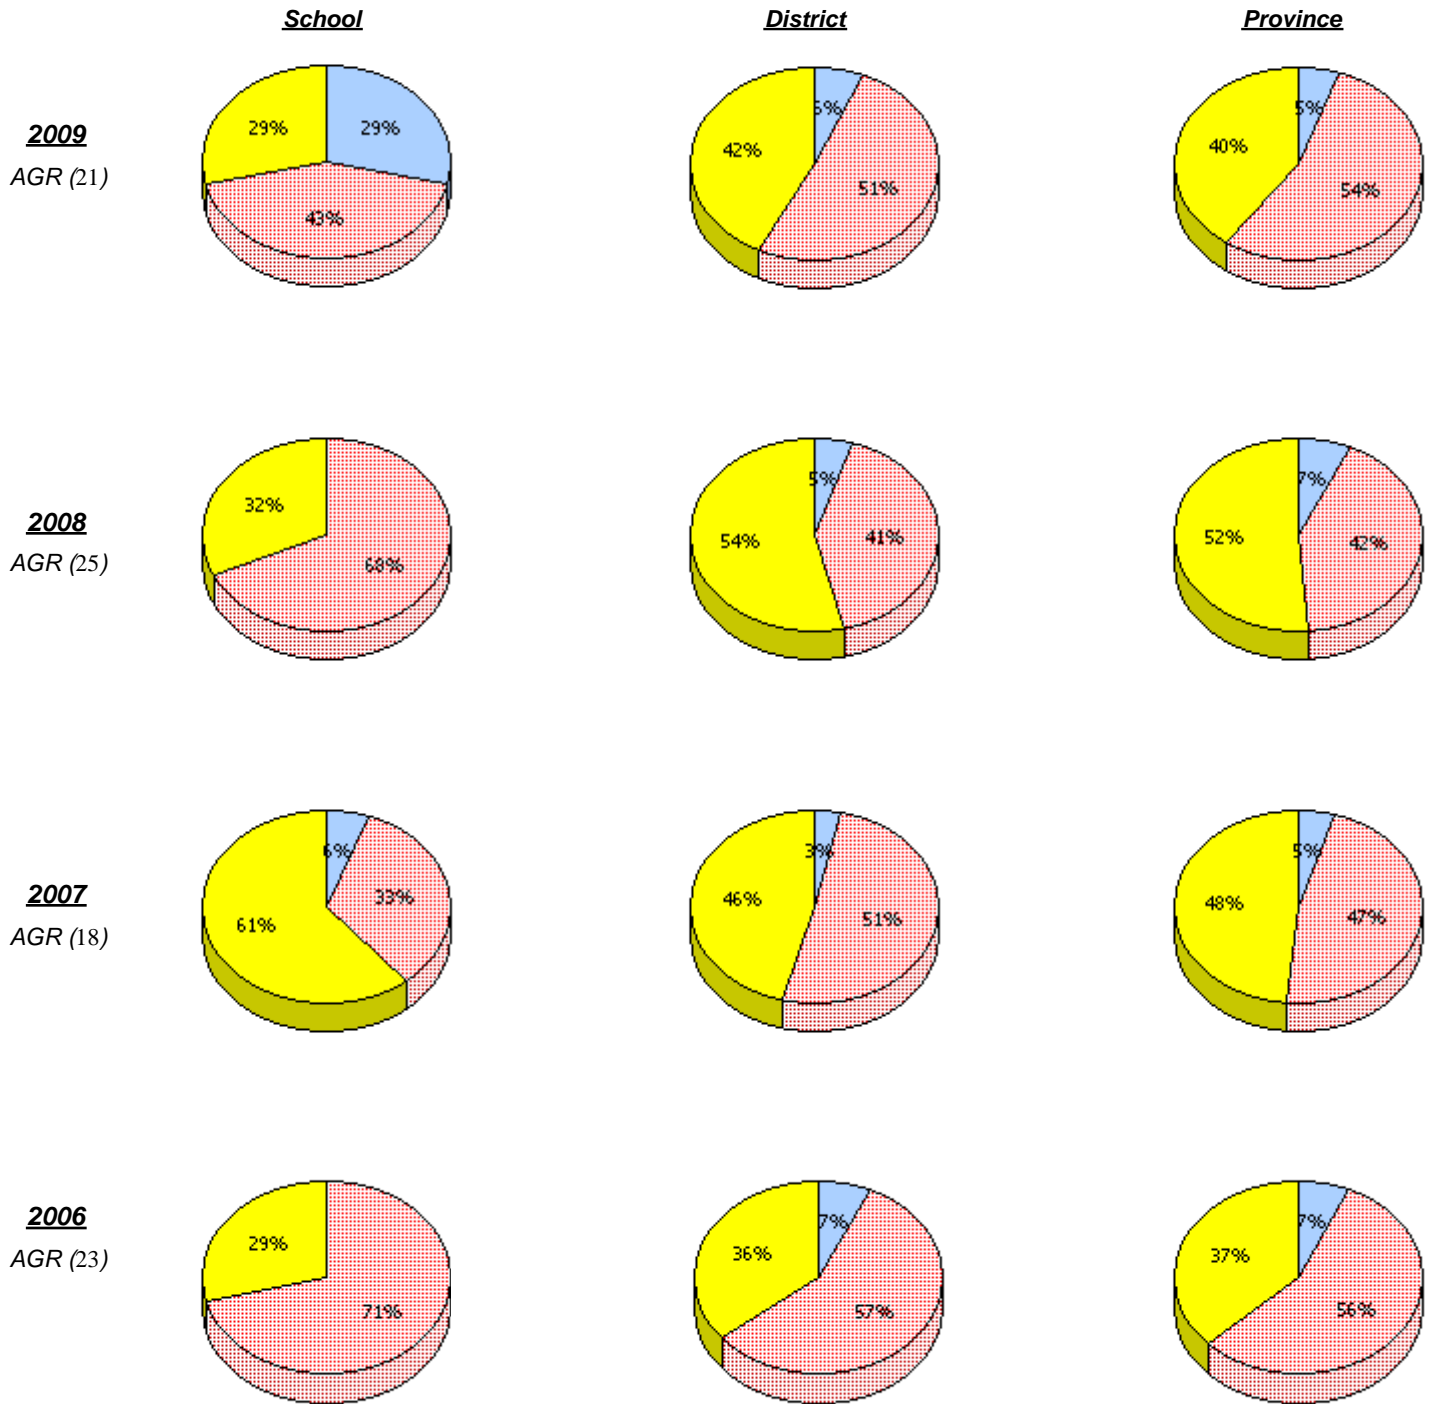 School District Province
2009
AGR (21)
29% 29% 43%
42% 51%
40% 5% 54%
2008
AGR (25)
32% 68%
54% 5% 41%
52% 7% 42%
2007
AGR (18)
61% 6% 33%
46% 3% 51%
48% 5% 47%
2006
AGR (23)
29% 71%
36% 7% 57%
37% 7% 56%